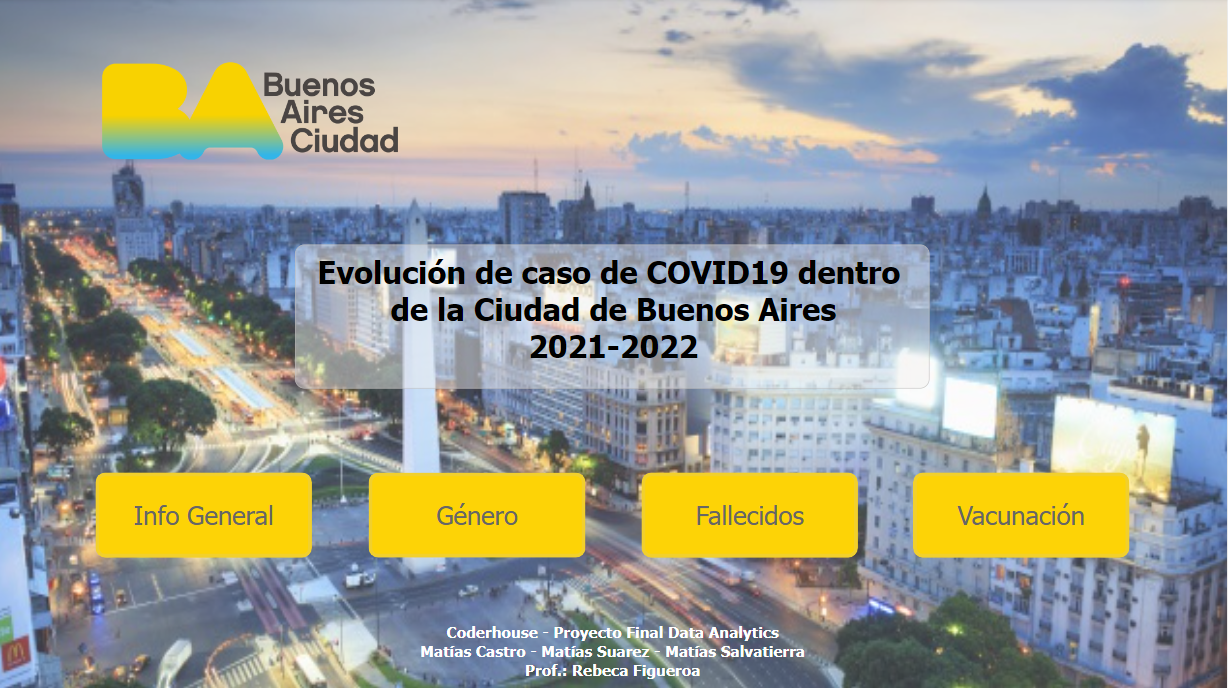 BA
Buenos
Aires
Ciudad
Evolución de caso de COVID19 dentro
de la Ciudad de Buenos Aires
2021-2022
Info General
Género
Fallecidos
Vacunación
Coderhouse - Proyecto Final Data Analytics
Matías Castro - Matías Suarez - Matías Salvatierra
Prof.: Rebeca Figueroa